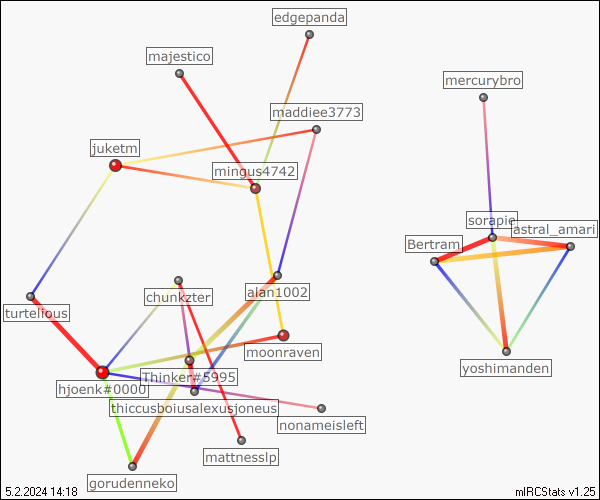 edgepanda
majestico
mercurybro
maddiee3773
juketm
mingus4742
sorapie
astral_amari
Bertram
chunkzter
alan1002
turtelious
moonraven
yoshimanden
Thinker#5995
hjoenk#0000
thiccusboiusalexusjoneus
nonameisleft
mattnesslp
gorudenneko
5.2.2024 14:18
mIRCStats v1.25